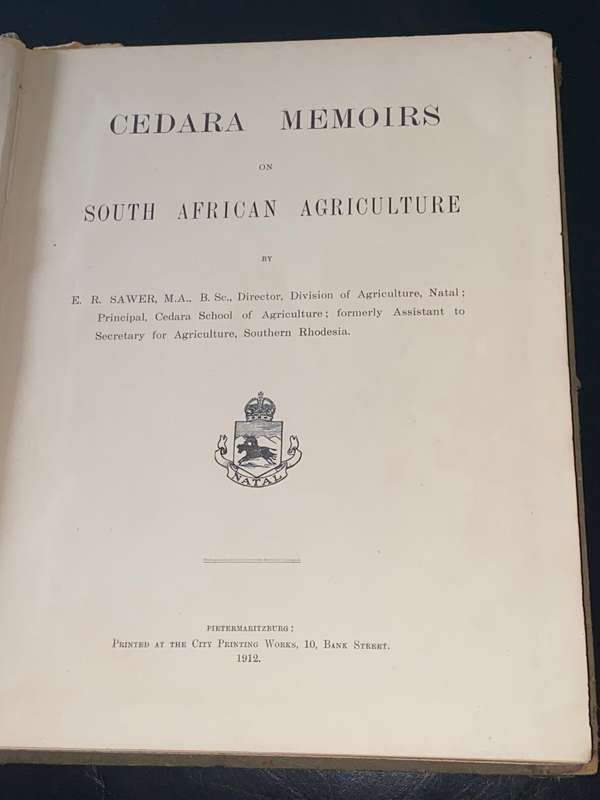 CEDARA MEMOIRS
ON
SOUTH AFRICAN AGRICULTURE
BY
E. R. SAWER, M.A., B. Sc., Director, Division of Agriculture, Natal;
Principal, Cedara School of Agriculture; formerly Assistant to
Secretary for Agriculture, Southern Rhodesia.
NATAL
PIETERMARITZBURG:
PRINTED AT THE CITY PRINTING WORKS, 10, BANK STREET.
1912.